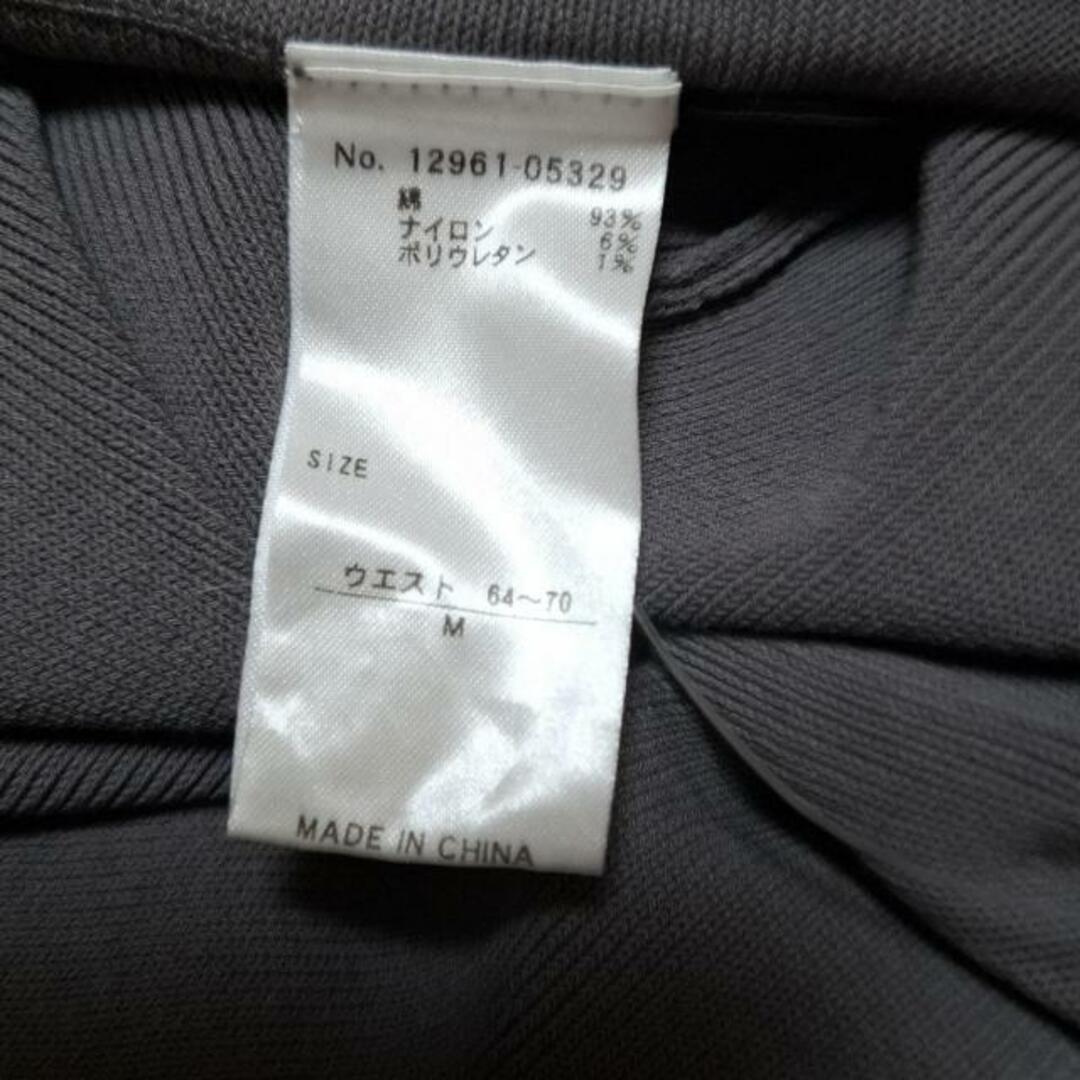 No. 12961-05329
綿 93%
ナイロン 6%
ポリウレタン 1%
SIZE
ウエスト 64～70
M
MADE IN CHINA